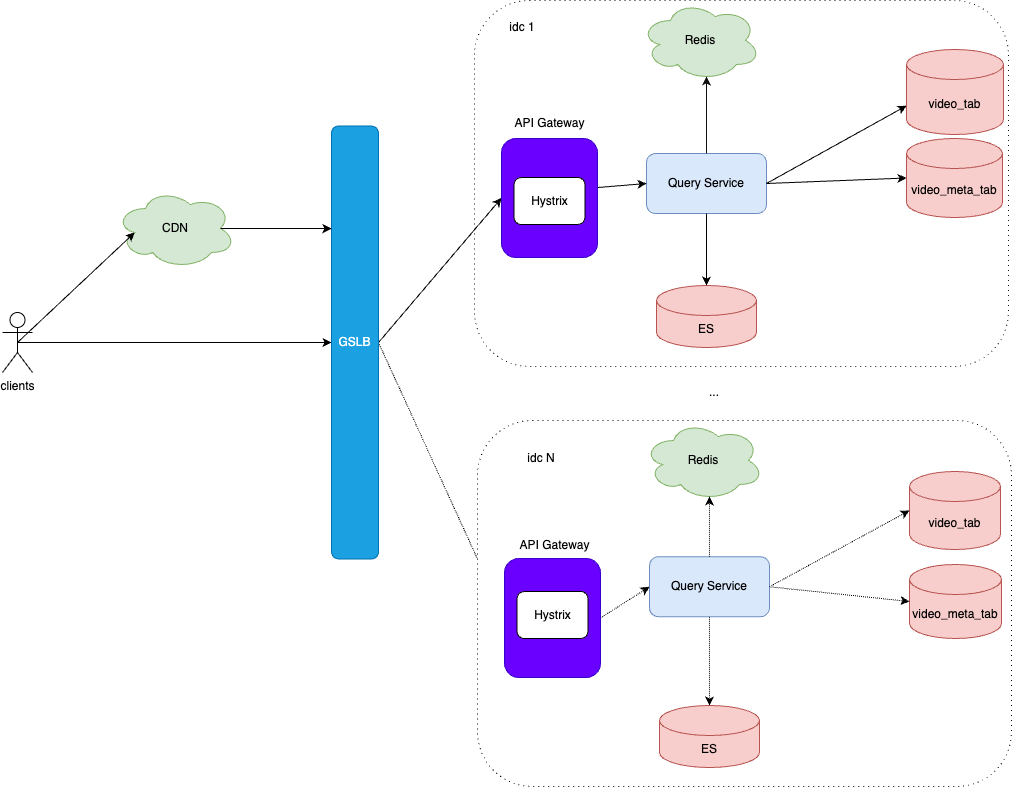 idc 1
Redis
video_tab
API Gateway
Query Service
video_meta_tab
Hystrix
CDN
ES
GSLB
clients
...
idc N
Redis
video_tab
API Gateway
Query Service
Hystrix
video_meta_tab
ES